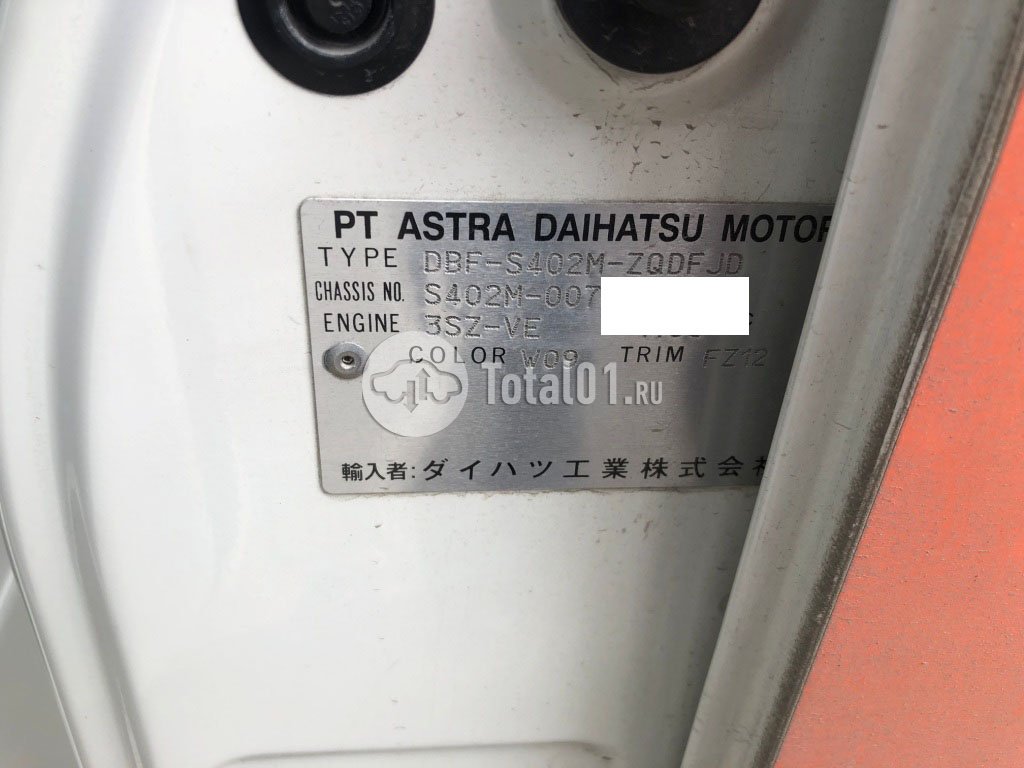 PT ASTRA DAIHATSU MOTOR
TYPE DBF-S402M-ZQDFJD
CHASSIS NO. S402M-007
ENGINE 3SZ-VE
COLOR W09 TRIM FZ12
Total01.RU
輸入者:ダイハツ工業株式会社